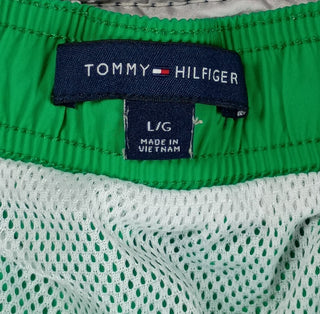 TOMMY HILFIGER
L/G
MADE IN
VIETNAM